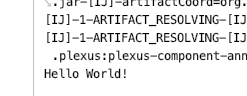 .jar-[IJ]-artifactCoord=org.
[IJ]-1-ARTIFACT_RESOLVING-[IJ
[IJ]-1-ARTIFACT_RESOLVING-[IJ
.plexus:plexus-component-ann
Hello World!